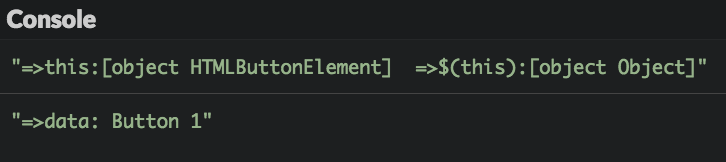 Console
"=>this:[object HTMLButtonElement]  =>$(this):[object Object]"
"=>data: Button 1"